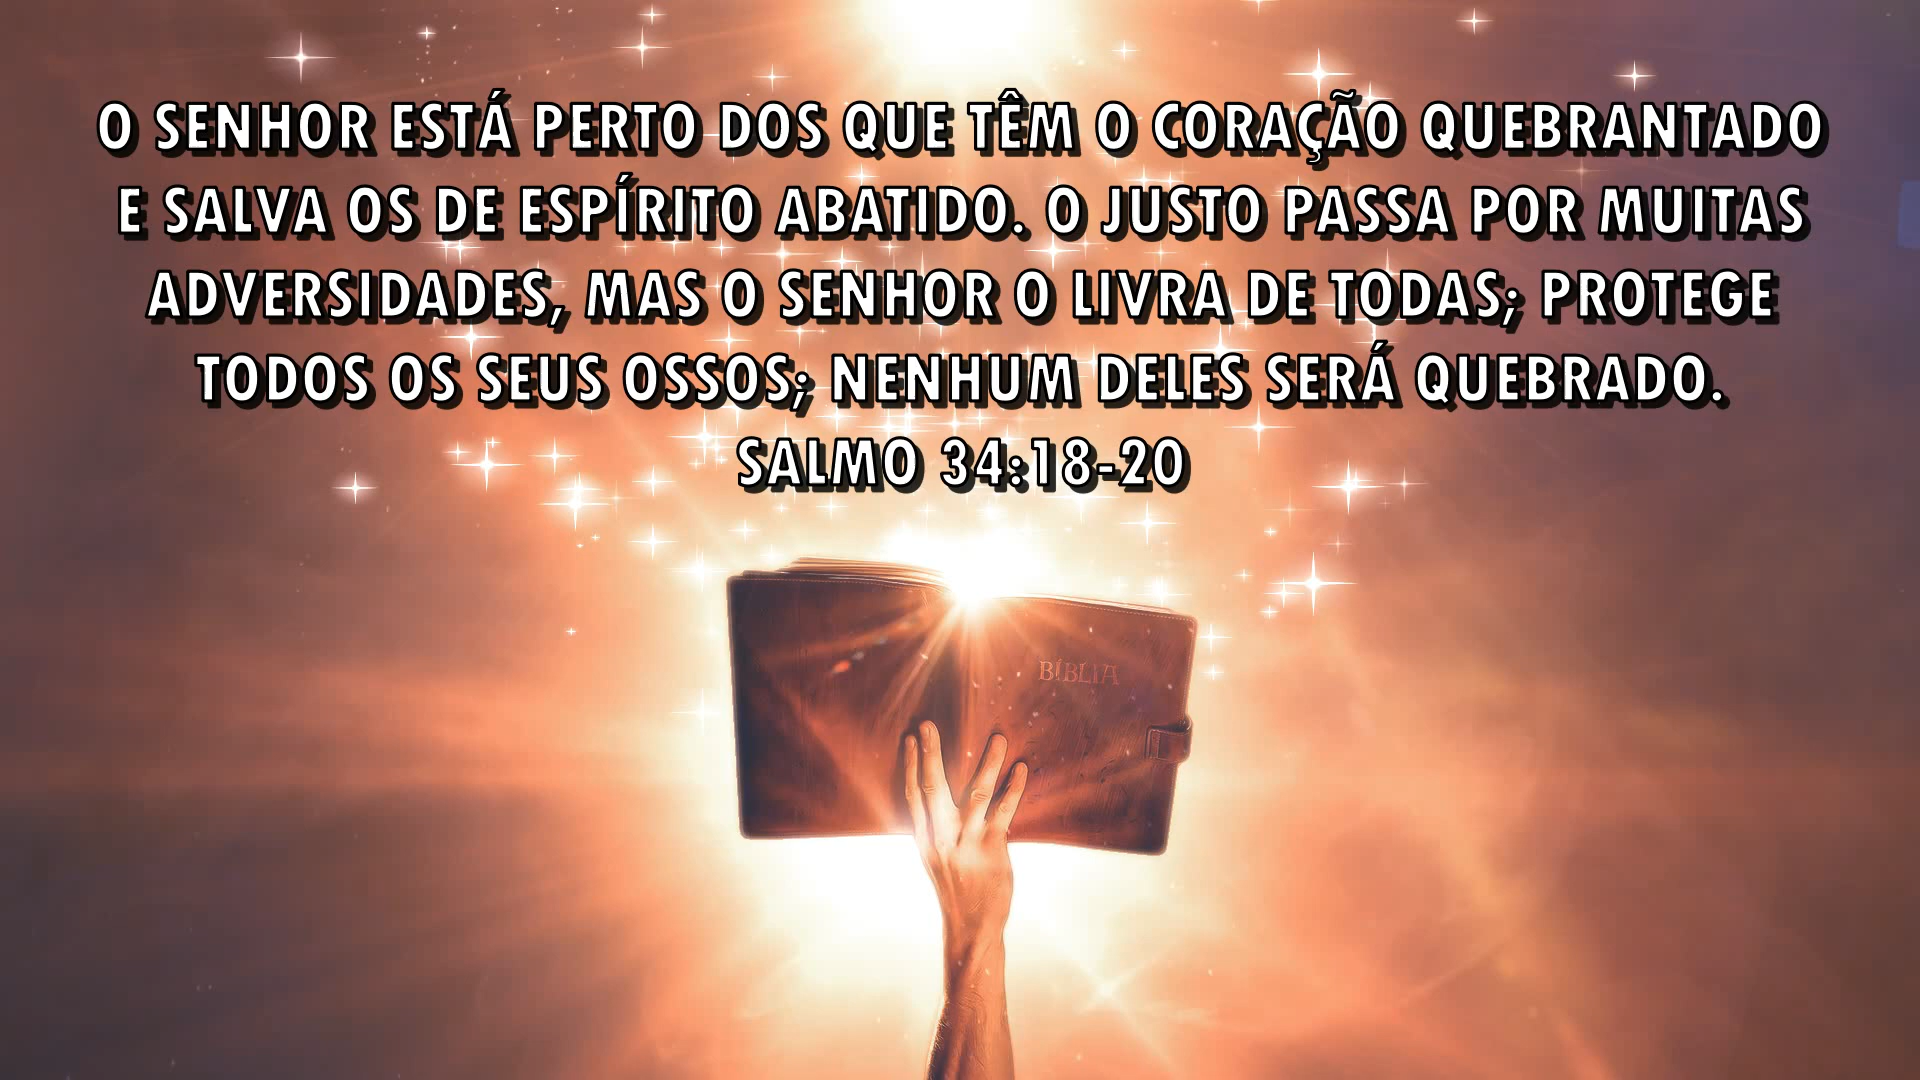 O SENHOR ESTÁ PERTO DOS QUE TÊM O CORAÇÃO QUEBRANTADO
E SALVA OS DE ESPÍRITO ABATIDO. O JUSTO PASSA POR MUITAS
ADVERSIDADES, MAS O SENHOR O LIVRA DE TODAS; PROTEGE
TODOS OS SEUS OSSOS; NENHUM DELES SERÁ QUEBRADO.
SALMO 34:18-20
BÍBLIA